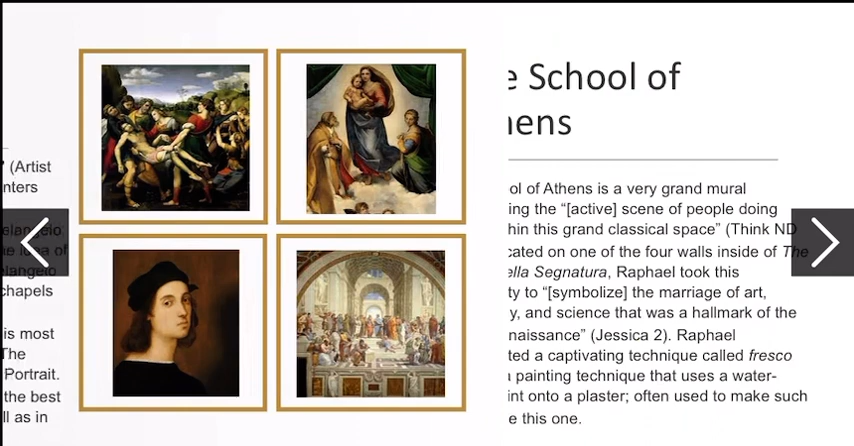 ” (Artist
nters
elangelo
he idea of
elangelo
chapels
is most
The
Portrait.
the best
ll as in
e School of
hens
ol of Athens is a very grand mural
ing the “[active] scene of people doing
hin this grand classical space” (Think ND
cated on one of the four walls inside of The
ella Segnatura, Raphael took this
ty to “[symbolize] the marriage of art,
y, and science that was a hallmark of the
naissance” (Jessica 2). Raphael
ted a captivating technique called fresco
painting technique that uses a water-
int onto a plaster; often used to make such
e this one.